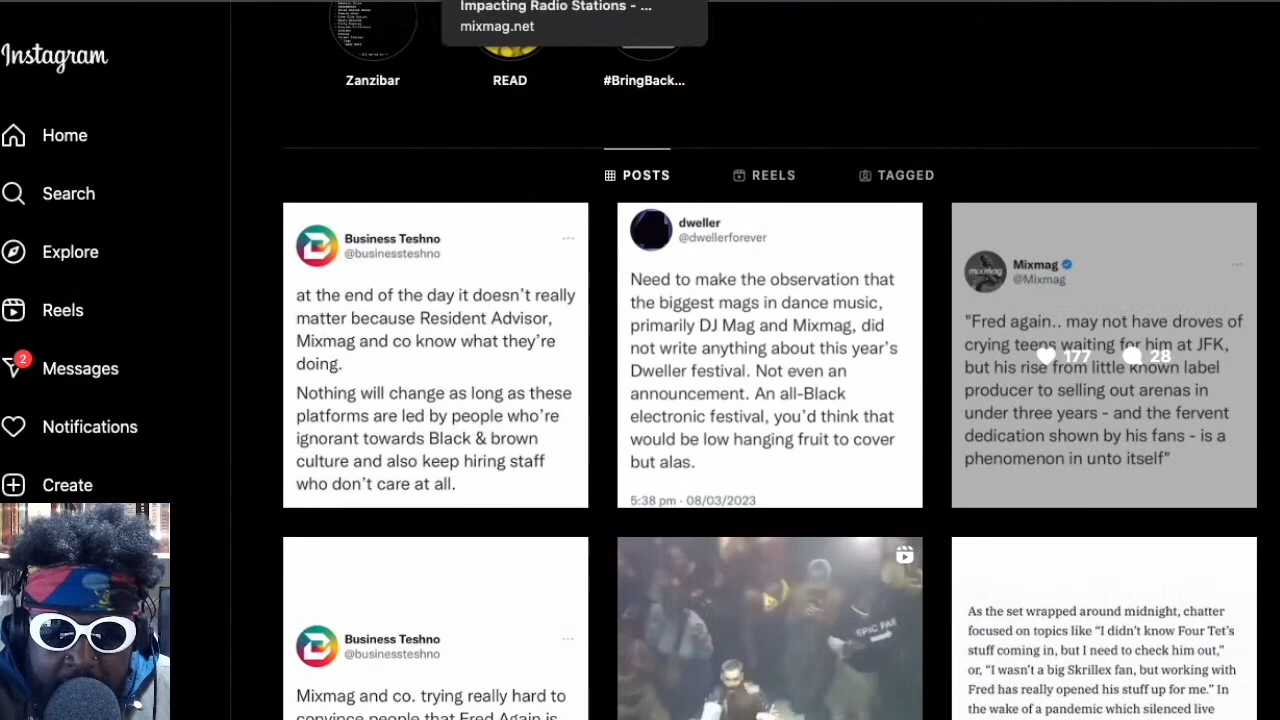 Impacting Radio Stations - ...
mixmag.net
Instagram
Zanzibar
READ
#BringBack...
Home
Search
Explore
Reels
2
Messages
Notifications
Create
POSTS
REELS
TAGGED
Business Teshno
@businessteshno
at the end of the day it doesn’t really
matter because Resident Advisor,
Mixmag and co know what they’re
doing.
Nothing will change as long as these
platforms are led by people who’re
ignorant towards Black & brown
culture and also keep hiring staff
who don’t care at all.
dweller
@dwellerforever
Need to make the observation that
the biggest mags in dance music,
primarily DJ Mag and Mixmag, did
not write anything about this year’s
Dweller festival. Not even an
announcement. An all-Black
electronic festival, you’d think that
would be low hanging fruit to cover
but alas.
5:38 pm · 08/03/2023
mixmag
Mixmag
@Mixmag
"Fred again.. may not have droves of
crying teens waiting for him at JFK,
177 28
but his rise from little known label
producer to selling out arenas in
under three years - and the fervent
dedication shown by his fans - is a
phenomenon in unto itself"
Business Teshno
@businessteshno
Mixmag and co. trying really hard to
convince people that Fred Again is
EPIC FAIL
As the set wrapped around midnight, chatter
focused on topics like “I didn’t know Four Tet’s
stuff coming in, but I need to check him out,”
or, “I wasn’t a big Skrillex fan, but working with
Fred has really opened his stuff up for me.” In
the wake of a pandemic which silenced live